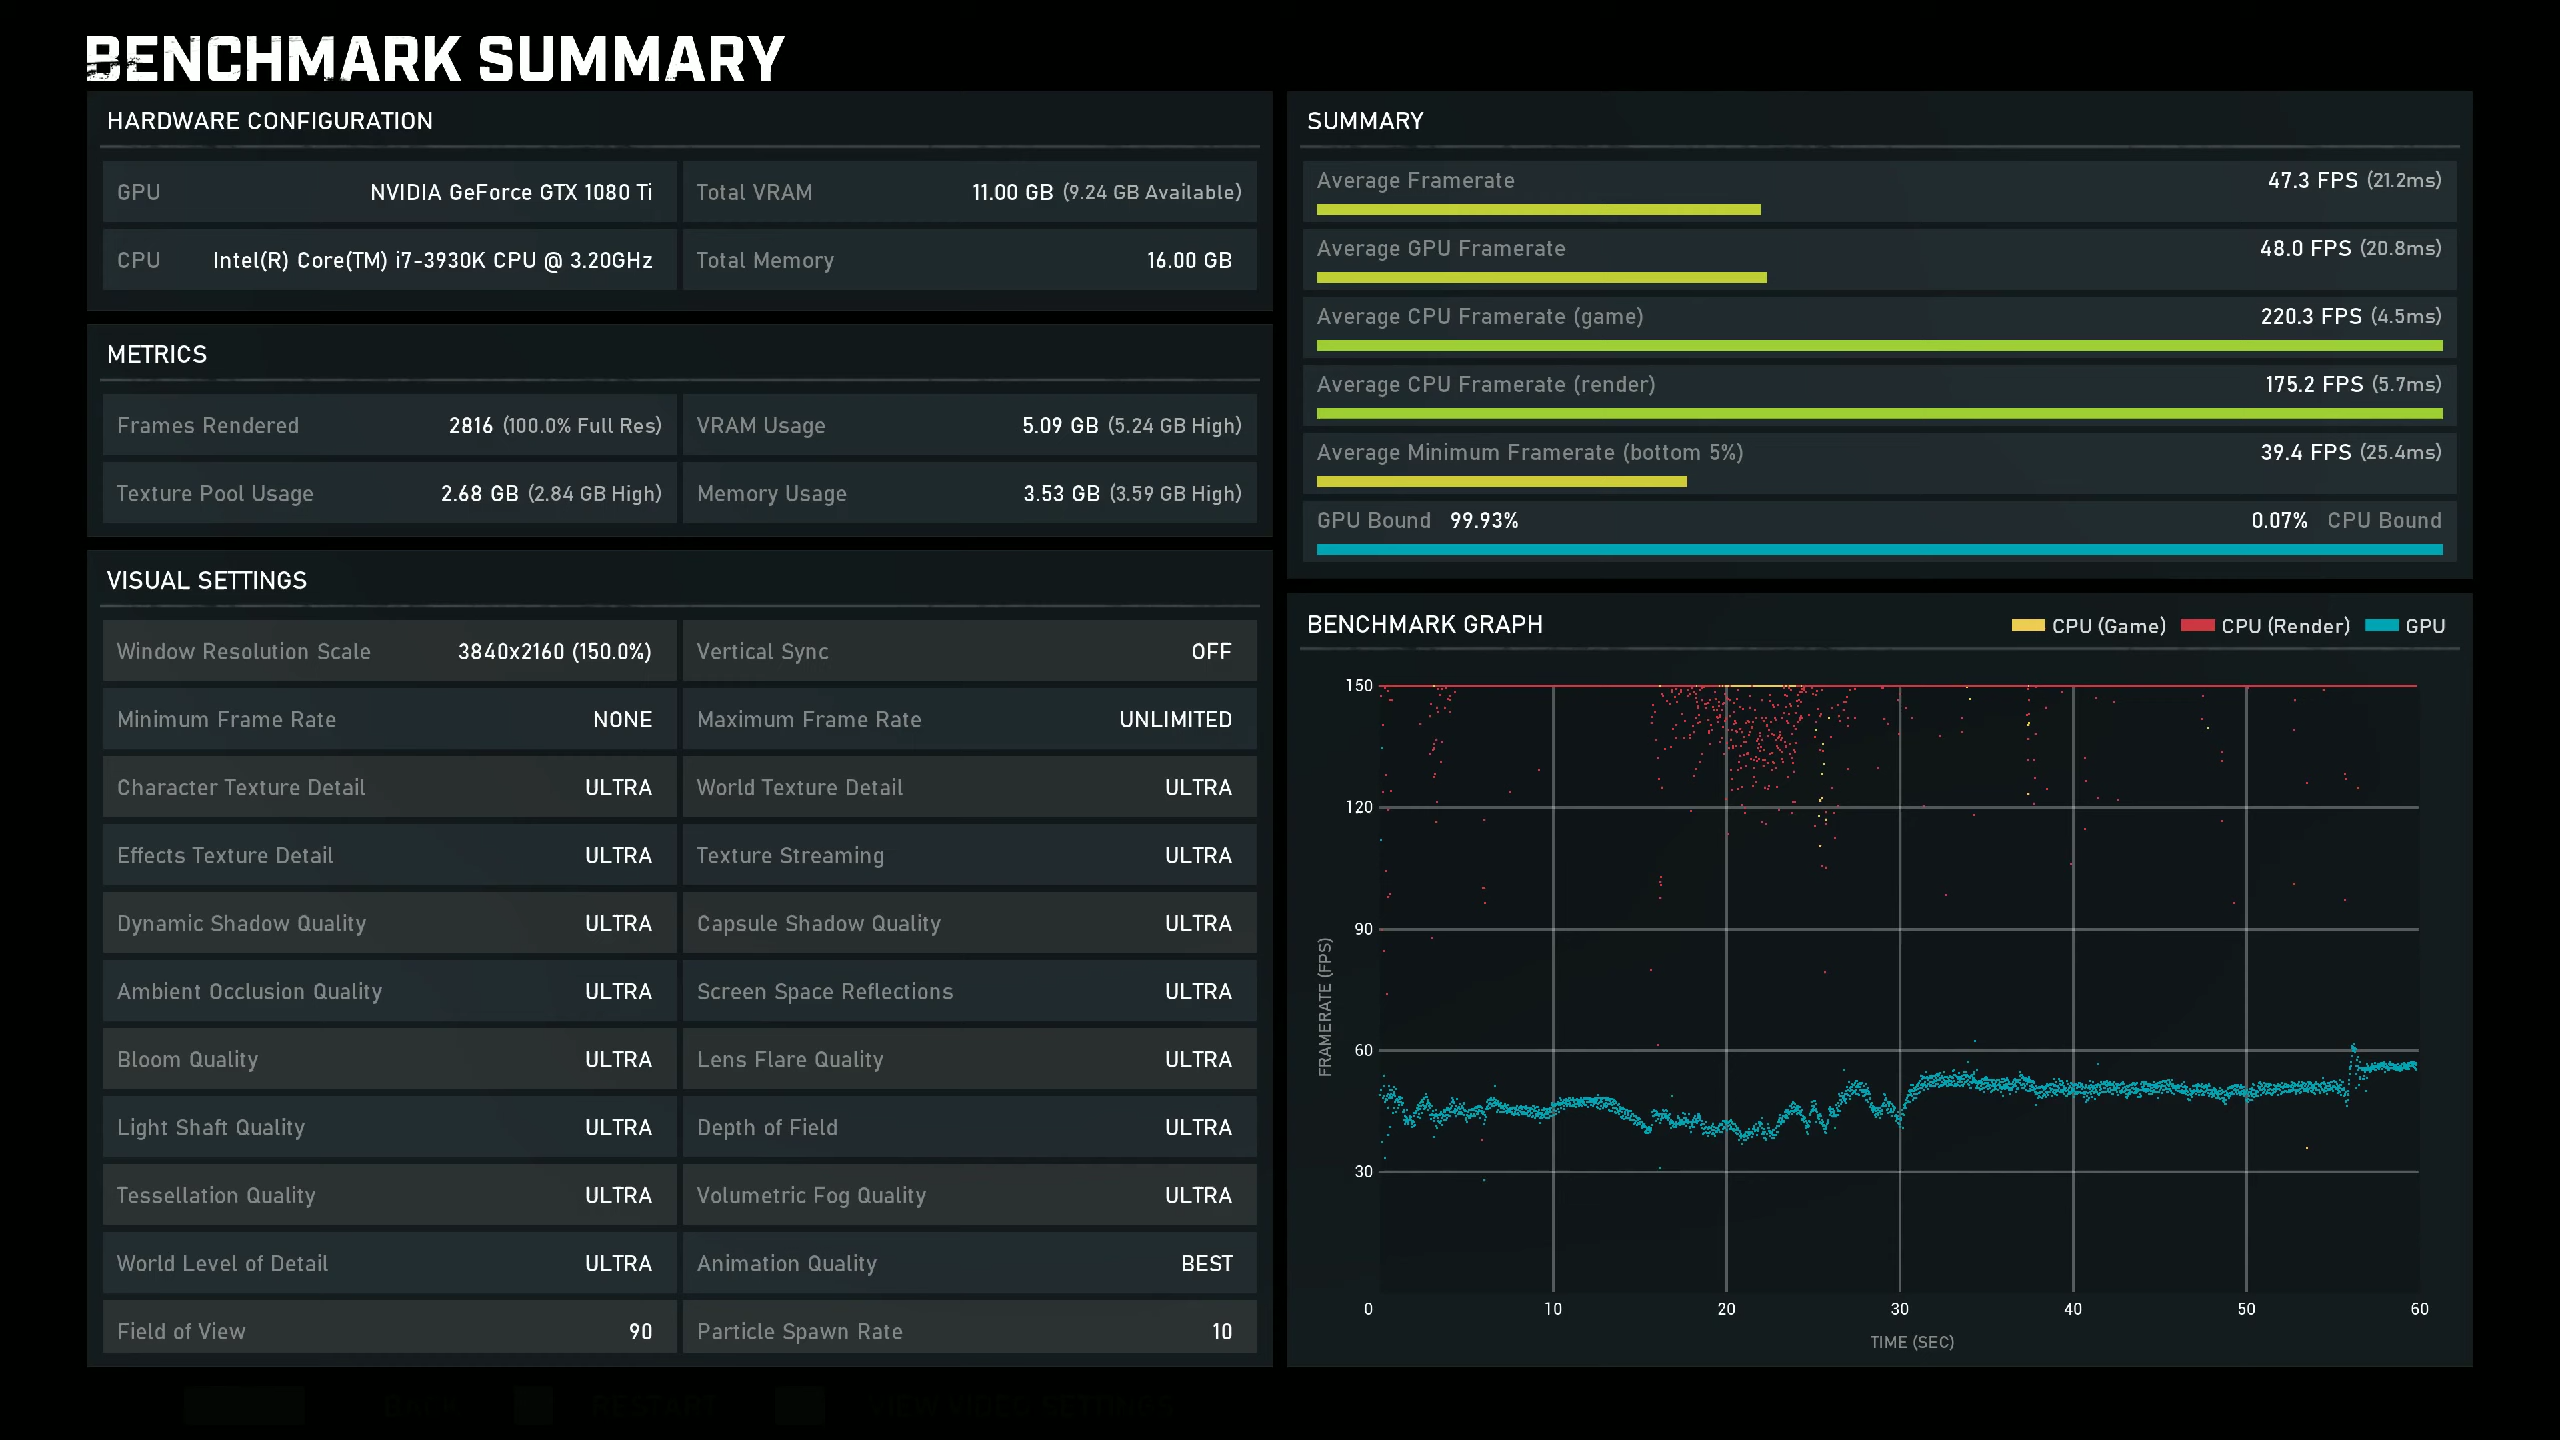 BENCHMARK SUMMARY
HARDWARE CONFIGURATION
GPU NVIDIA GeForce GTX 1080 Ti
Total VRAM 11.00 GB (9.24 GB Available)
CPU Intel(R) Core(TM) i7-3930K CPU @ 3.20GHz
Total Memory 16.00 GB
METRICS
Frames Rendered 2816 (100.0% Full Res)
VRAM Usage 5.09 GB (5.24 GB High)
Texture Pool Usage 2.68 GB (2.84 GB High)
Memory Usage 3.53 GB (3.59 GB High)
VISUAL SETTINGS
Window Resolution Scale 3840x2160 (150.0%)
Vertical Sync OFF
Minimum Frame Rate NONE
Maximum Frame Rate UNLIMITED
Character Texture Detail ULTRA
World Texture Detail ULTRA
Effects Texture Detail ULTRA
Texture Streaming ULTRA
Dynamic Shadow Quality ULTRA
Capsule Shadow Quality ULTRA
Ambient Occlusion Quality ULTRA
Screen Space Reflections ULTRA
Bloom Quality ULTRA
Lens Flare Quality ULTRA
Light Shaft Quality ULTRA
Depth of Field ULTRA
Tessellation Quality ULTRA
Volumetric Fog Quality ULTRA
World Level of Detail ULTRA
Animation Quality BEST
Field of View 90
Particle Spawn Rate 10
SUMMARY
Average Framerate 47.3 FPS (21.2ms)
Average GPU Framerate 48.0 FPS (20.8ms)
Average CPU Framerate (game) 220.3 FPS (4.5ms)
Average CPU Framerate (render) 175.2 FPS (5.7ms)
Average Minimum Framerate (bottom 5%) 39.4 FPS (25.4ms)
GPU Bound 99.93% 0.07% CPU Bound
BENCHMARK GRAPH
CPU (Game) CPU (Render) GPU
150
120
90
60
30
FRAMERATE (FPS)
0 10 20 30 40 50 60
TIME (SEC)
RESTART
VIEW VIDEO SETTINGS